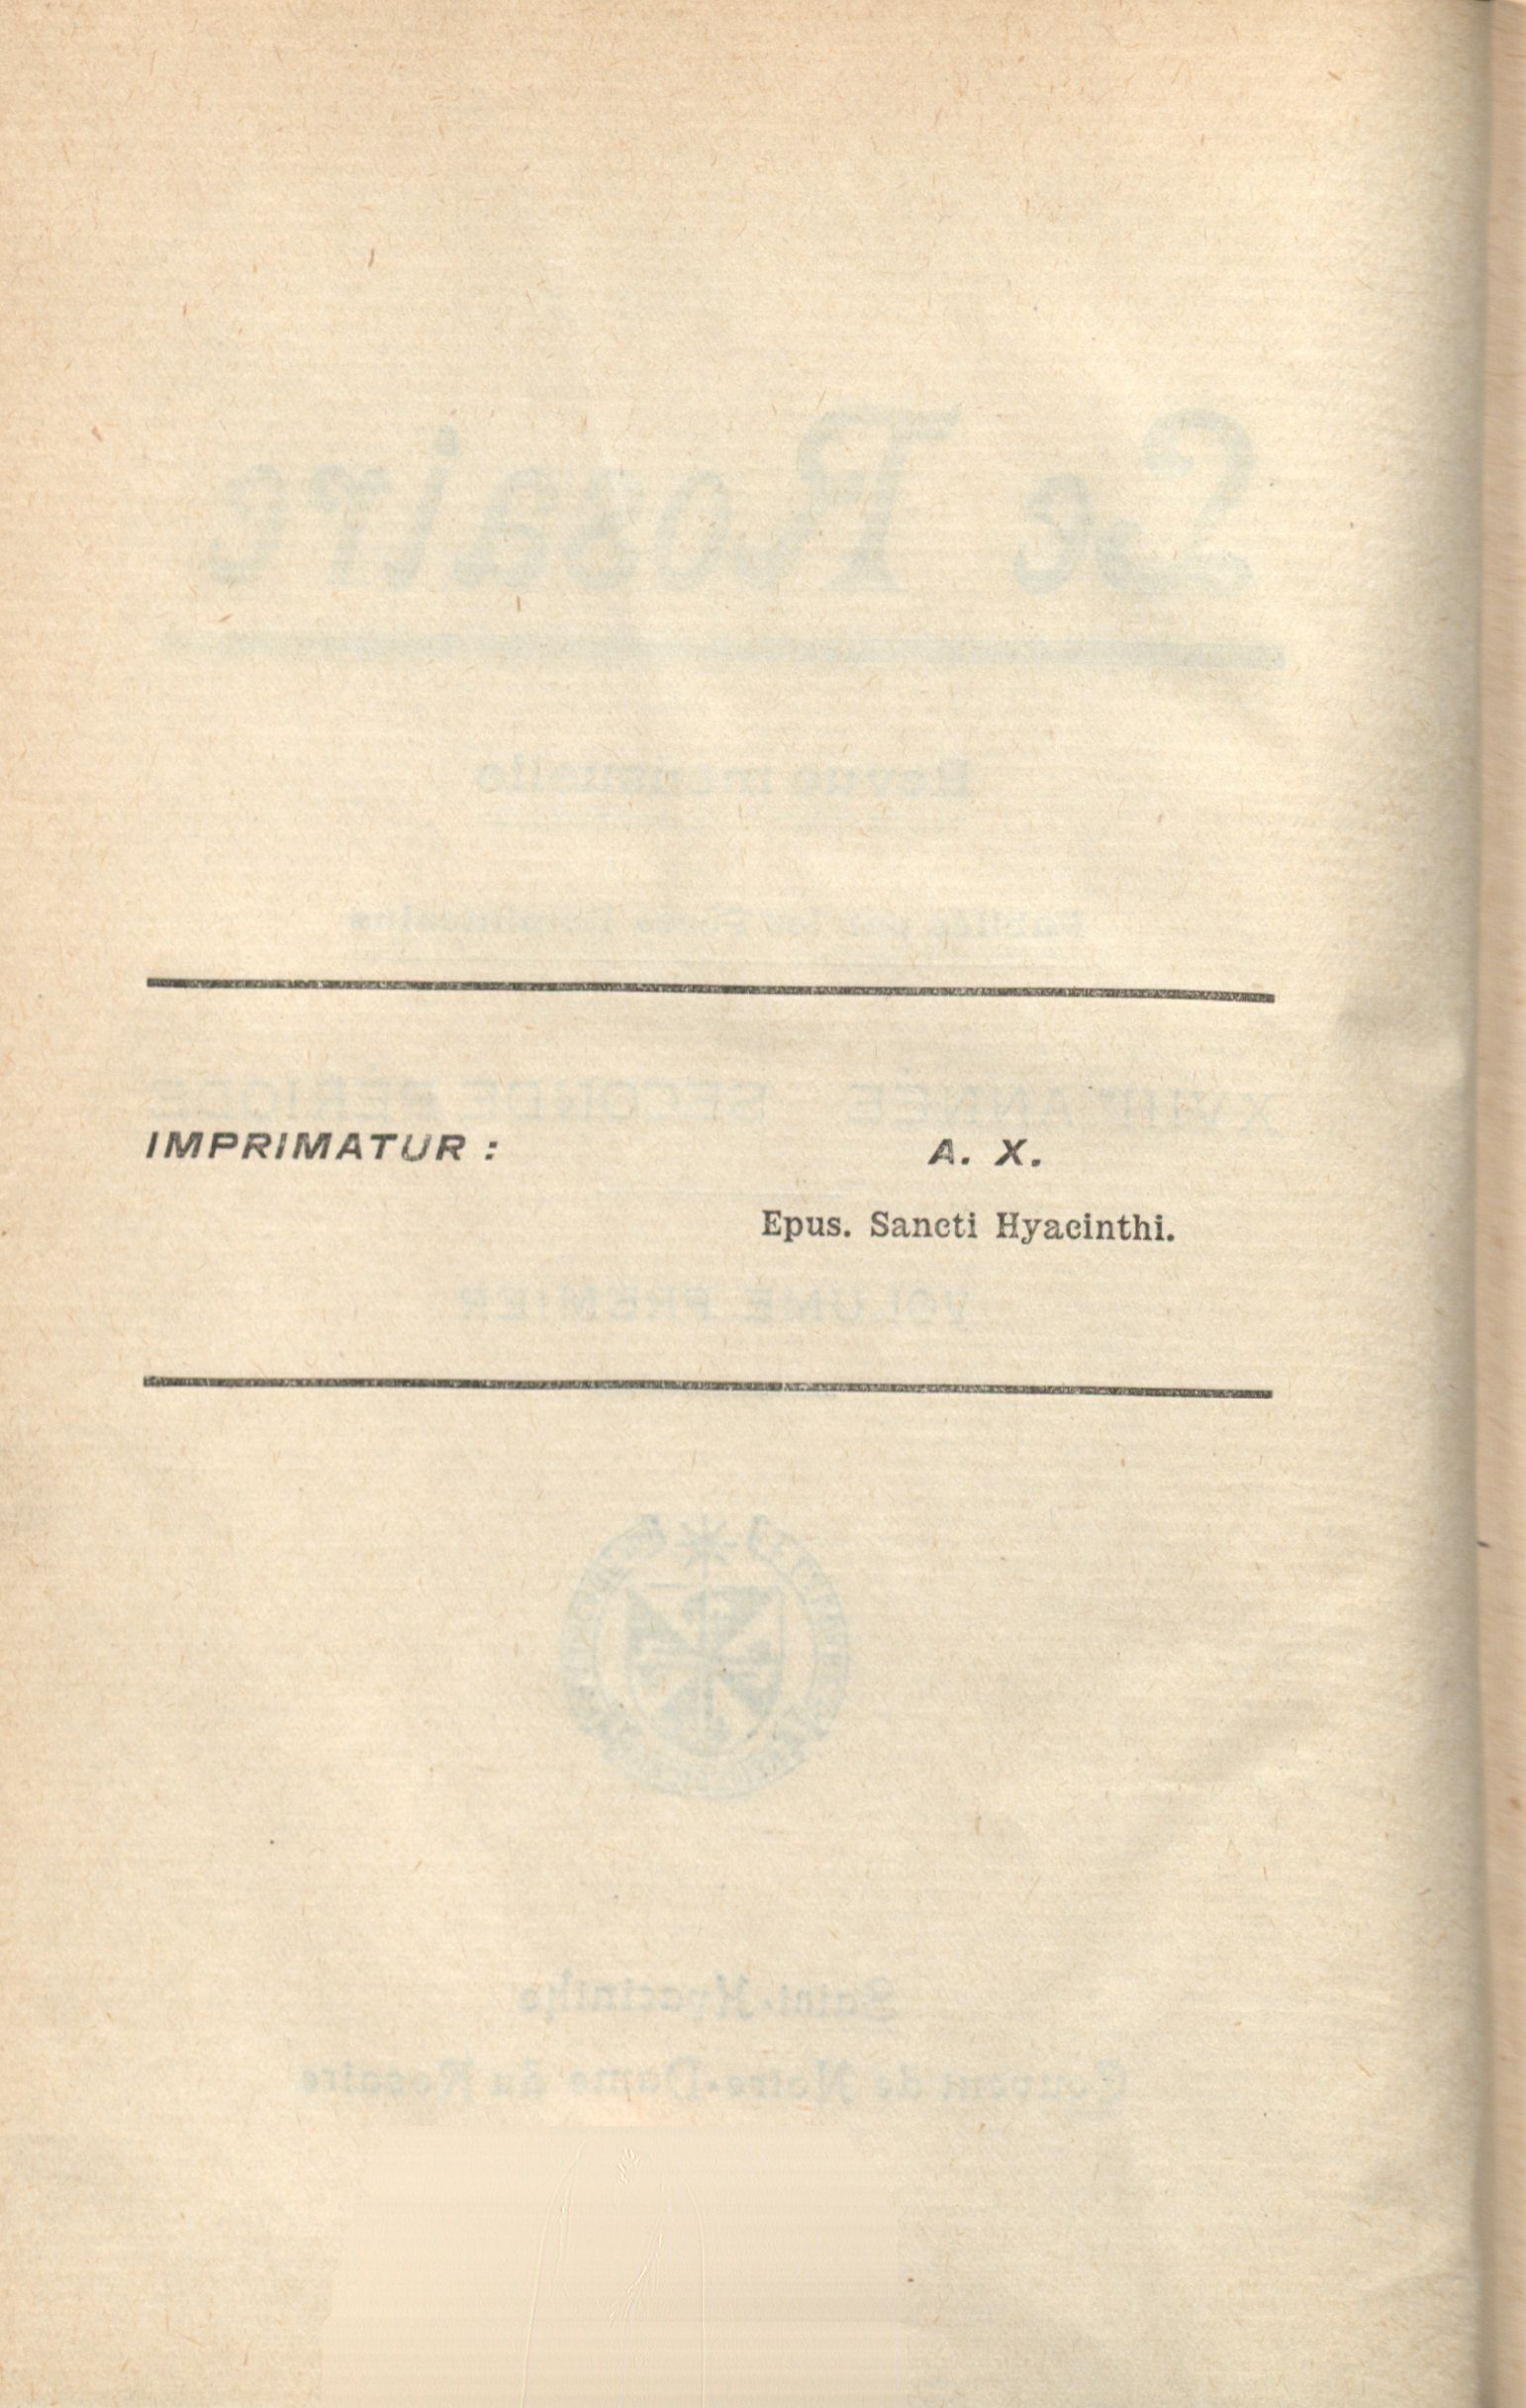 IMPRIMATUR : A. X.
Epus. Sancti Hyacinthi.